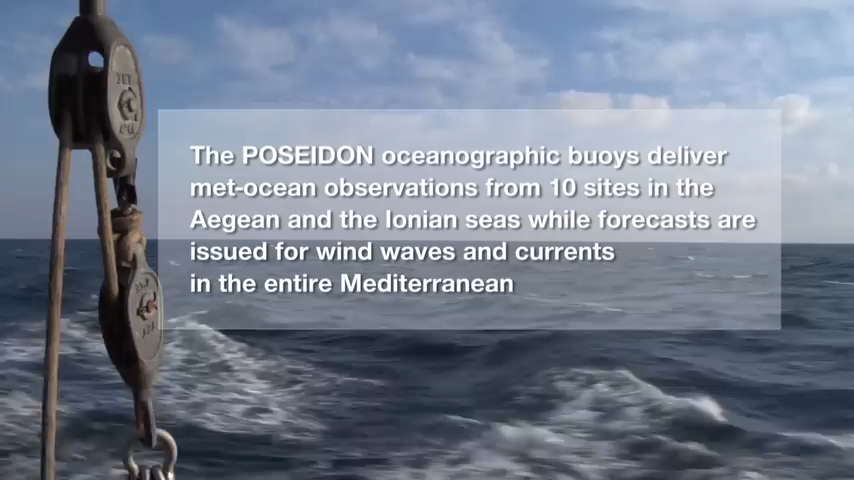 The POSEIDON oceanographic buoys deliver
met-ocean observations from 10 sites in the
Aegean and the Ionian seas while forecasts are
issued for wind waves and currents
in the entire Mediterranean